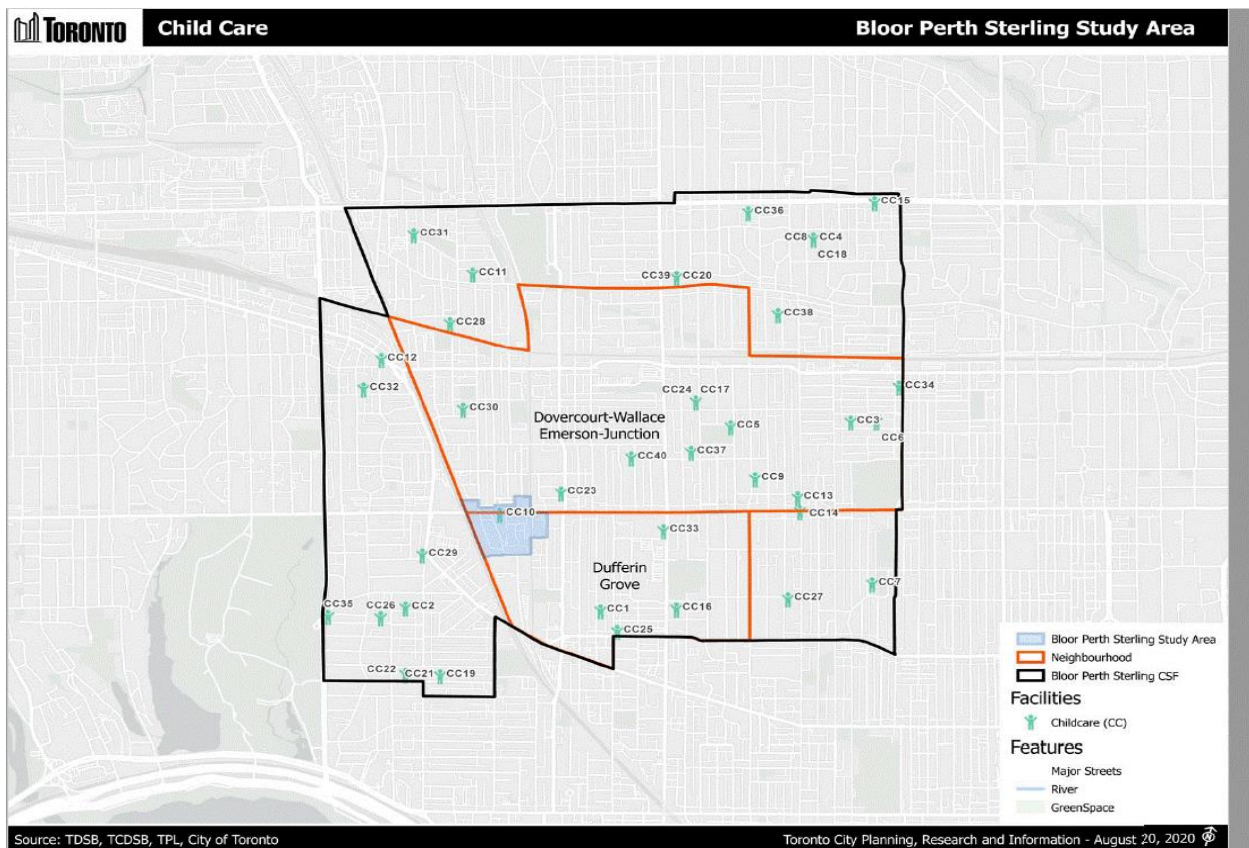 TORONTO Child Care Bloor Perth Sterling Study Area
CC15
CC36
CC31
CC8 CC4
CC18
CC11
CC39 CC20
CC38
CC28
CC12
CC34
CC32
CC24 CC17
CC30
Dovercourt-Wallace
Emerson-Junction
CC3
CC5
CC6
CC37
CC40
CC9
CC23
CC13
CC10
CC14
CC33
CC29
Dufferin
Grove
CC7
CC27
CC35
CC26 CC2
CC1
CC16
CC25
CC22
CC21 CC19
Bloor Perth Sterling Study Area
Neighbourhood
Bloor Perth Sterling CSF
Facilities
Childcare (CC)
Features
Major Streets
River
GreenSpace
Source: TDSB, TCDSB, TPL, City of Toronto
Toronto City Planning, Research and Information - August 20, 2020